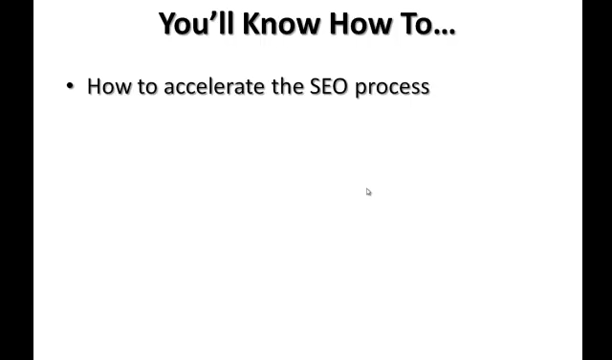 You’ll Know How To…
• How to accelerate the SEO process